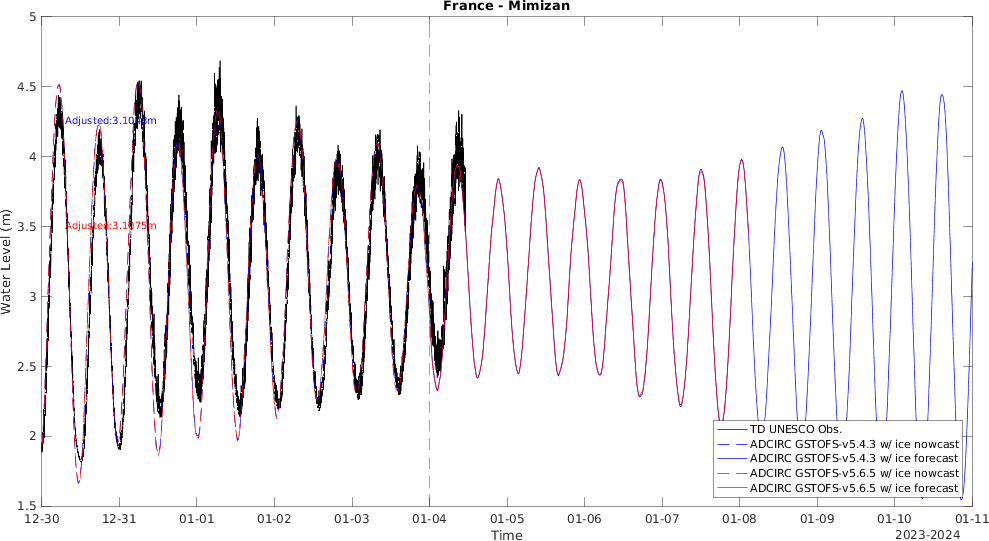 France - Mimizan
5
4.5
4
3.5
3
2.5
2
1.5
Water Level (m)
Adjusted:3.1075m
TD UNESCO Obs.
ADCIRC GSTOFS-v5.4.3 w/ ice nowcast
ADCIRC GSTOFS-v5.4.3 w/ ice forecast
ADCIRC GSTOFS-v5.6.5 w/ ice nowcast
ADCIRC GSTOFS-v5.6.5 w/ ice forecast
12-30 12-31 01-01 01-02 01-03 01-04 01-05 01-06 01-07 01-08 01-09 01-10 01-11
Time
2023-2024